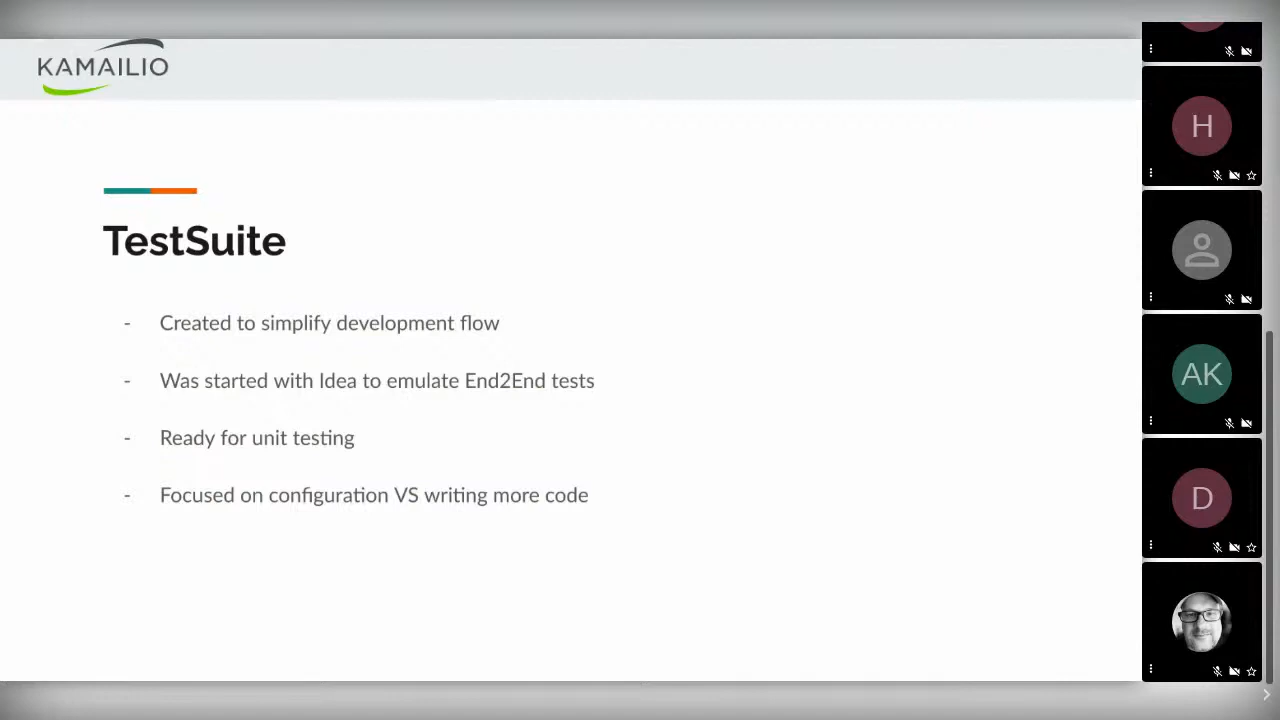 KAMAILIO
TestSuite
- Created to simplify development flow
- Was started with Idea to emulate End2End tests
- Ready for unit testing
- Focused on configuration VS writing more code
H
AK
D